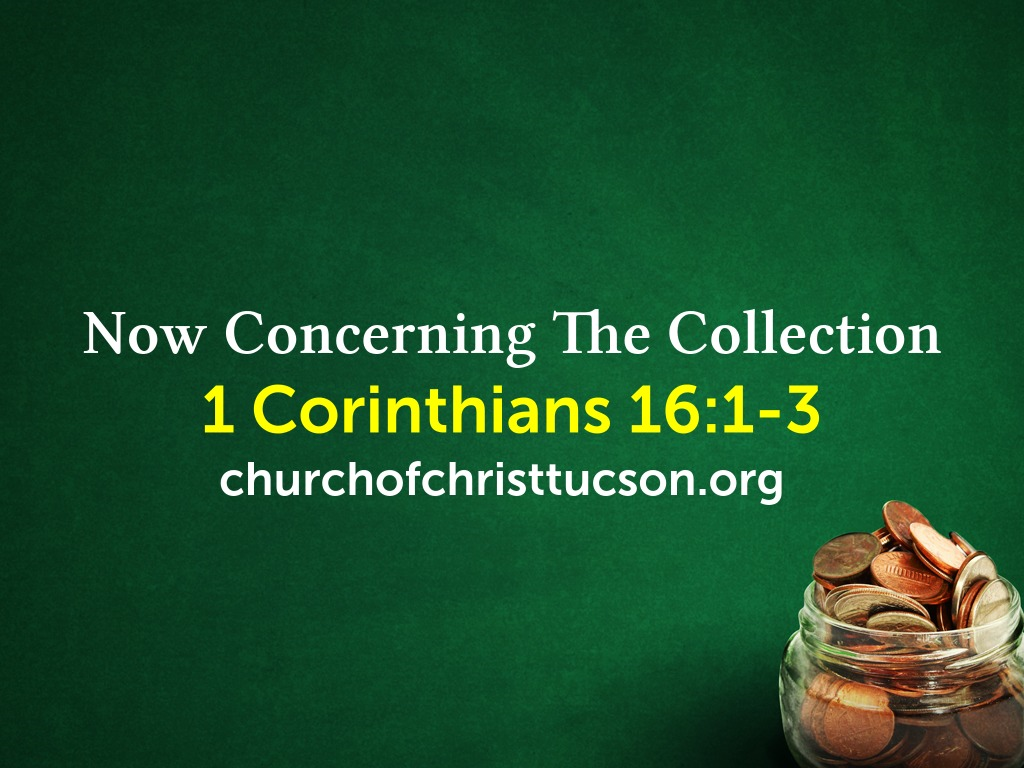 Now Concerning The Collection
1 Corinthians 16:1-3
churchofchristtucson.org